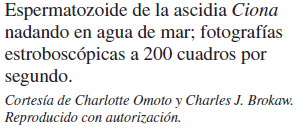 Espermatozoide de la ascidia Ciona
nadando en agua de mar; fotografías
estroboscópicas a 200 cuadros por
segundo.
Cortesía de Charlotte Omoto y Charles J. Brokaw.
Reproducido con autorización.